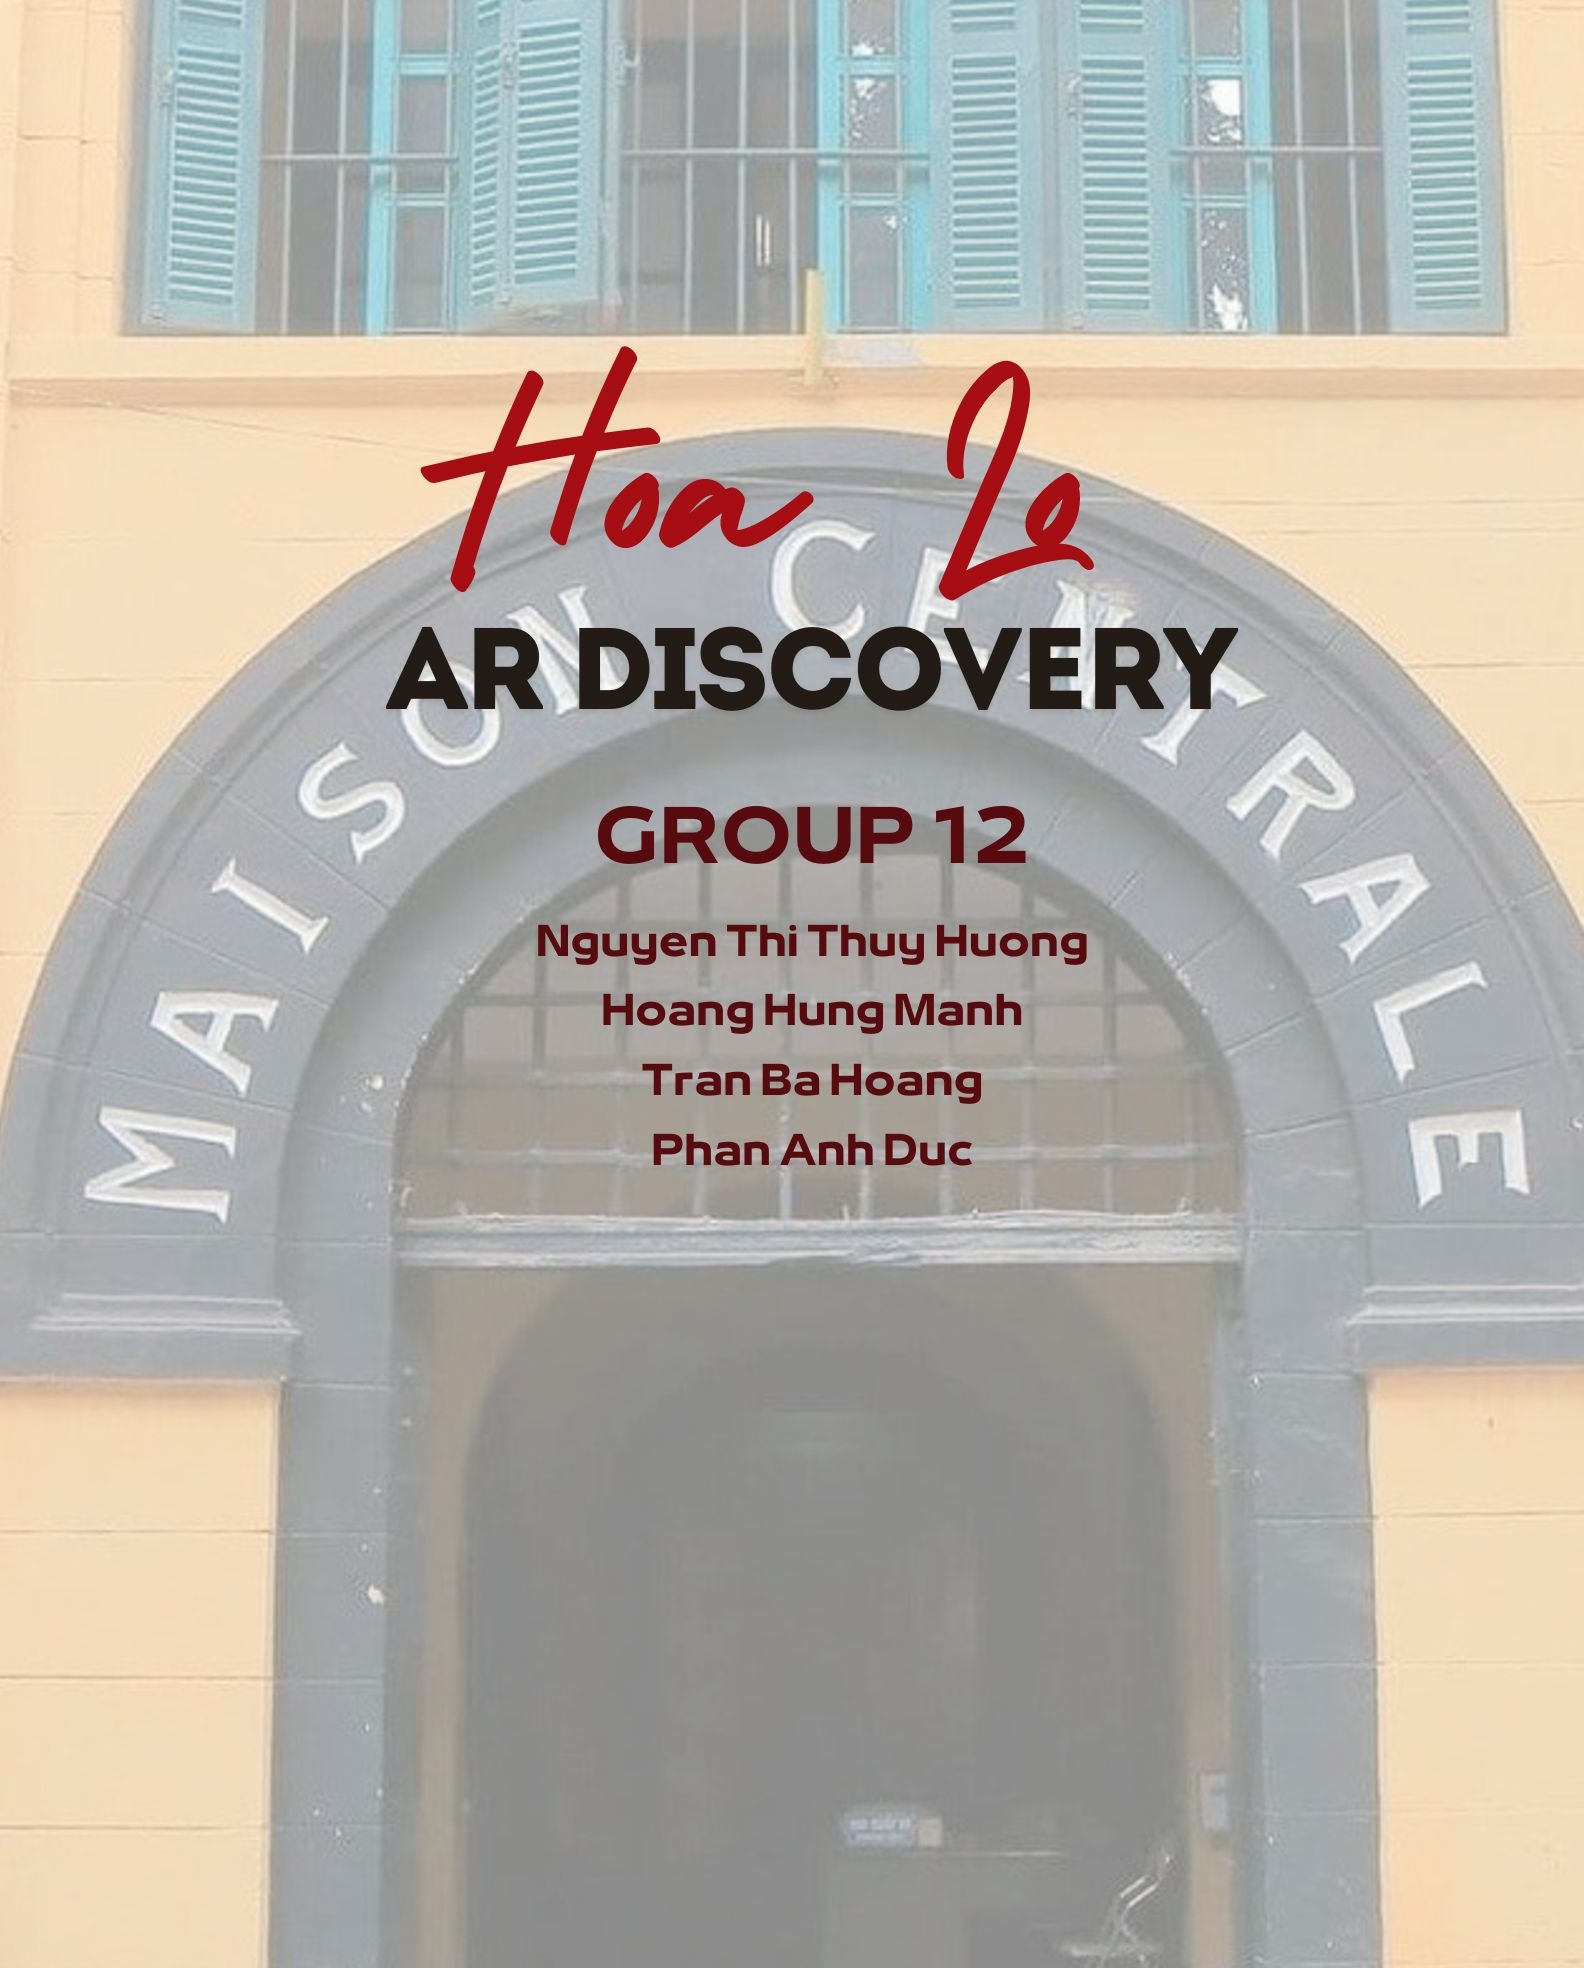 Hoa Lo
MAISON CENTRALE
AR DISCOVERY
GROUP 12
Nguyen Thi Thuy Huong
Hoang Hung Manh
Tran Ba Hoang
Phan Anh Duc